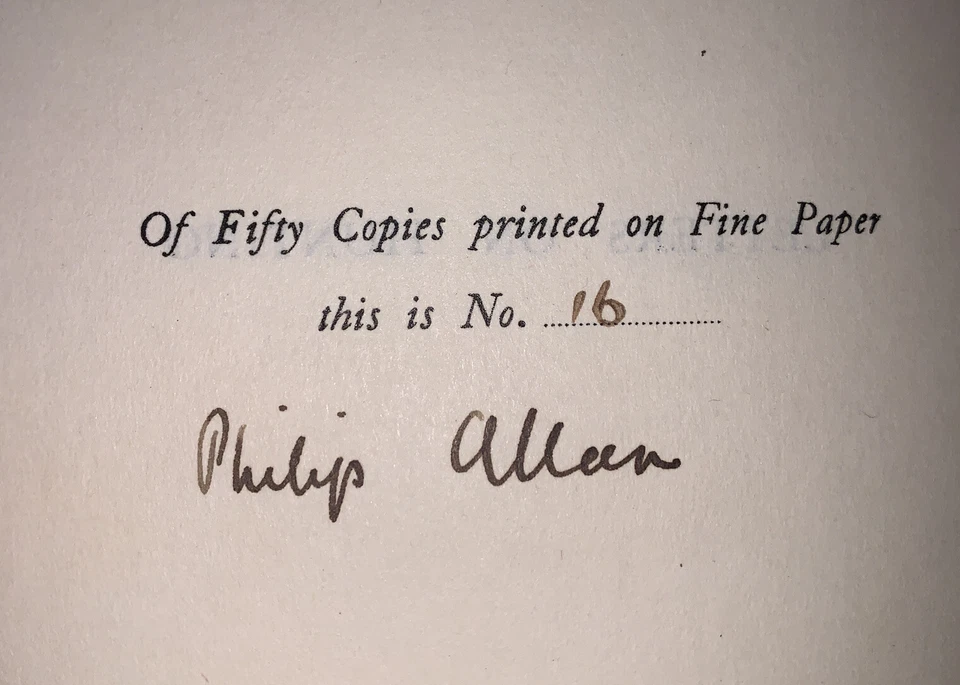 Of Fifty Copies printed on Fine Paper
this is No. 16
Philip Allan